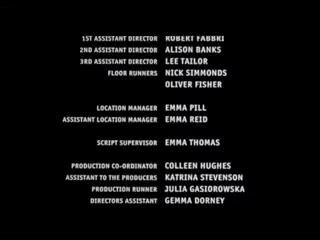 1ST ASSISTANT DIRECTOR ROBERT FABBRI
2ND ASSISTANT DIRECTOR ALISON BANKS
3RD ASSISTANT DIRECTOR LEE TAILOR
FLOOR RUNNERS NICK SIMMONDS
OLIVER FISHER
LOCATION MANAGER EMMA PILL
ASSISTANT LOCATION MANAGER EMMA REID
SCRIPT SUPERVISOR EMMA THOMAS
PRODUCTION CO-ORDINATOR COLLEEN HUGHES
ASSISTANT TO THE PRODUCERS KATRINA STEVENSON
PRODUCTION RUNNER JULIA GASIOROWSKA
DIRECTORS ASSISTANT GEMMA DORNEY